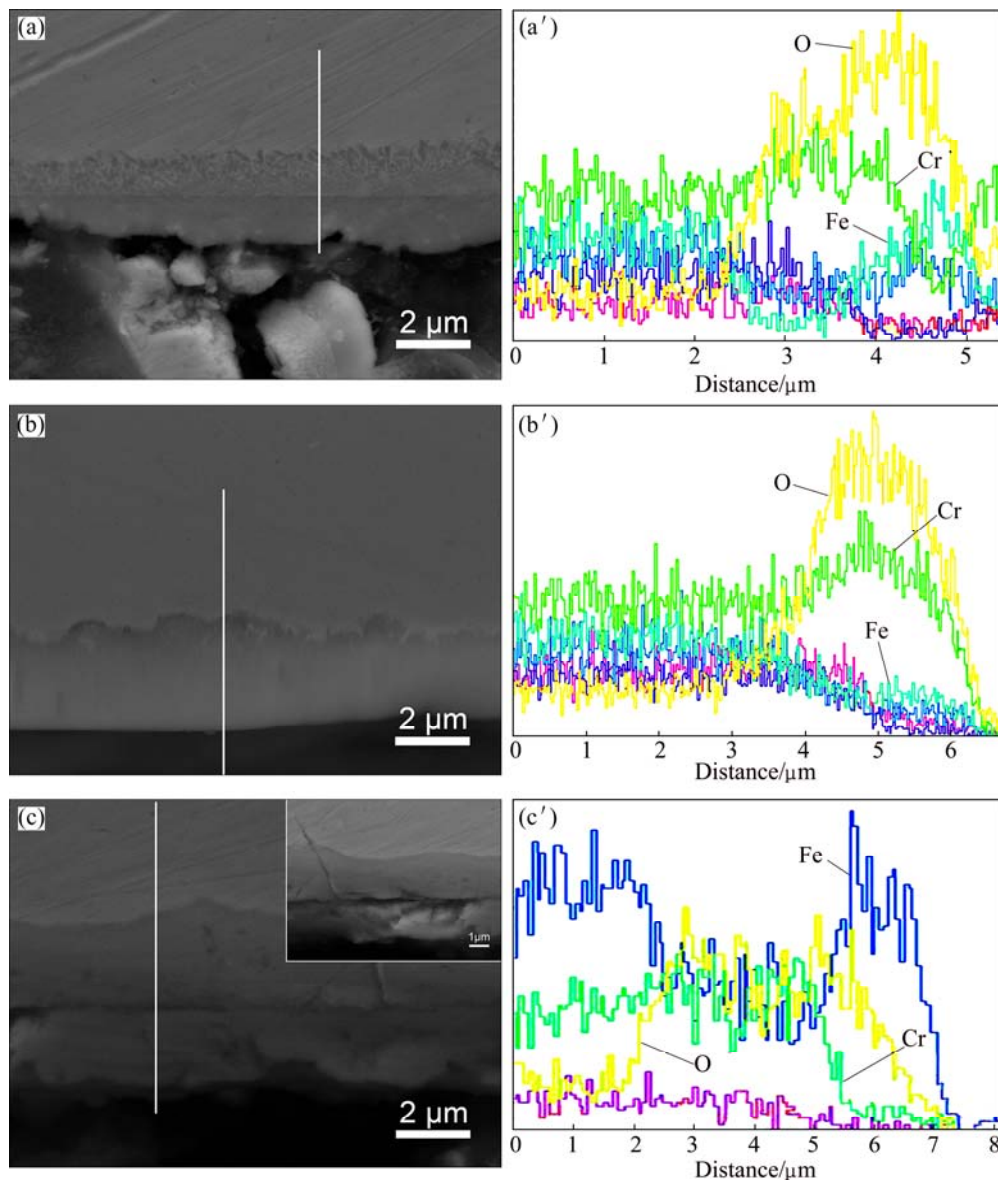 (a)
2 μm
(a′)
O
Cr
Fe
0 1 2 3 4 5
Distance/μm
(b)
2 μm
(b′)
O
Cr
Fe
0 1 2 3 4 5 6
Distance/μm
(c)
1μm
2 μm
(c′)
Fe
O
Cr
0 1 2 3 4 5 6 7 8
Distance/μm